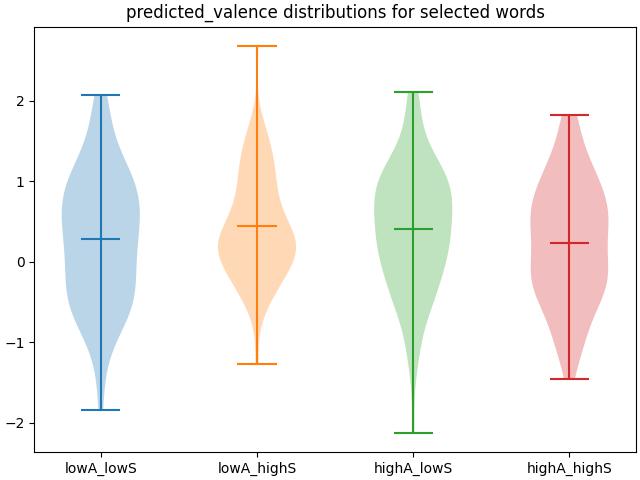 predicted_valence distributions for selected words
2
1
0
−1
−2
lowA_lowS lowA_highS highA_lowS highA_highS